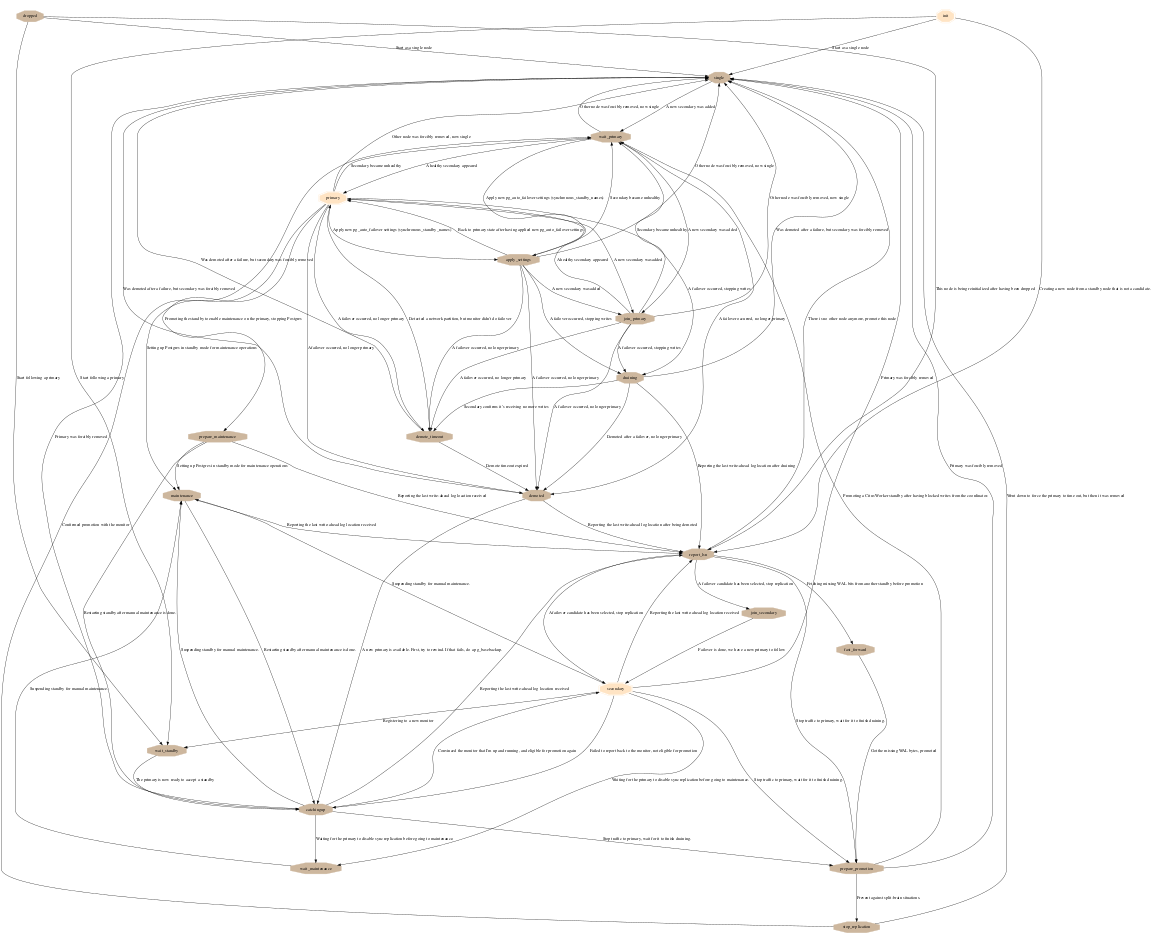 dropped
init
Start as a single node
Start as a single node
single
Other node was forcibly removed, now single
A new secondary was added
wait_primary
Other node was forcibly removed, now single
Secondary became unhealthy
A healthy secondary appeared
Other node was forcibly removed, now single
primary
Apply new pg_auto_failover settings (synchronous_standby_names)
Secondary became unhealthy
Other node was forcibly removed, now single
Apply new pg_auto_failover settings (synchronous_standby_names)
Back to primary state after having applied new pg_auto_failover settings
Secondary became unhealthy
A new secondary was added
Was demoted after a failure, but secondary was forcibly removed
Was demoted after a failure, but secondary was forcibly removed
apply_settings
A healthy secondary appeared
A new secondary was added
Was demoted after a failure, but secondary was forcibly removed
A new secondary was added
A failover occurred, stopping writes
This node is being reinitialized after having been dropped
Creating a new node from a standby node that is not a candidate.
Promoting the standby to enable maintenance on the primary, stopping Postgres
A failover occurred, no longer primary
Detected a network partition, but monitor didn't do failover
A failover occurred, stopping writes
join_primary
A failover occurred, no longer primary
There is no other node anymore, promote this node
Setting up Postgres in standby mode for maintenance operations
A failover occurred, no longer primary
A failover occurred, no longer primary
A failover occurred, stopping writes
Start following a primary
Start following a primary
A failover occurred, no longer primary
A failover occurred, no longer primary
draining
Primary was forcibly removed
Secondary confirms it's receiving no more writes
A failover occurred, no longer primary
Primary was forcibly removed
prepare_maintenance
demote_timeout
Demoted after a failure, no longer primary
Setting up Postgres in standby mode for maintenance operations
Demote timeout expired
Reporting the last write-ahead log location after draining
Primary was forcibly removed
maintenance
Reporting the last write-ahead log location received
demoted
Promoting a Citus Worker standby after having blocked writes from the coordinator.
Went down to force the primary to time out, but then it was removed
Confirmed promotion with the monitor
Reporting the last write-ahead log location received
Reporting the last write-ahead log location after being demoted
report_lsn
Suspending standby for manual maintenance.
A failover candidate has been selected, stop replication
Fetching missing WAL bits from another standby before promotion
Restarting standby after manual maintenance is done
A failover candidate has been selected, stop replication
Reporting the last write-ahead log location received
join_secondary
Suspending standby for manual maintenance.
Restarting standby after manual maintenance is done
A new primary is available. First, try to rewind. If that fails, do a pg_basebackup.
Failover is done, we have a new primary to follow
fast_forward
Suspending standby for manual maintenance.
Reporting the last write-ahead log location received
secondary
Registering to a new monitor
Stop traffic to primary, wait for it to finish draining.
wait_standby
Convinced the monitor that I'm up and running, and eligible for promotion again
Failed to report back to the monitor, not eligible for promotion
Got the missing WAL bytes, promoted
The primary is now ready to accept a standby
Waiting for the primary to disable sync replication before going to maintenance.
Stop traffic to primary, wait for it to finish draining.
catchingup
Waiting for the primary to disable sync replication before going to maintenance.
Stop traffic to primary, wait for it to finish draining.
wait_maintenance
prepare_promotion
Prevent against split-brain situations
stop_replication